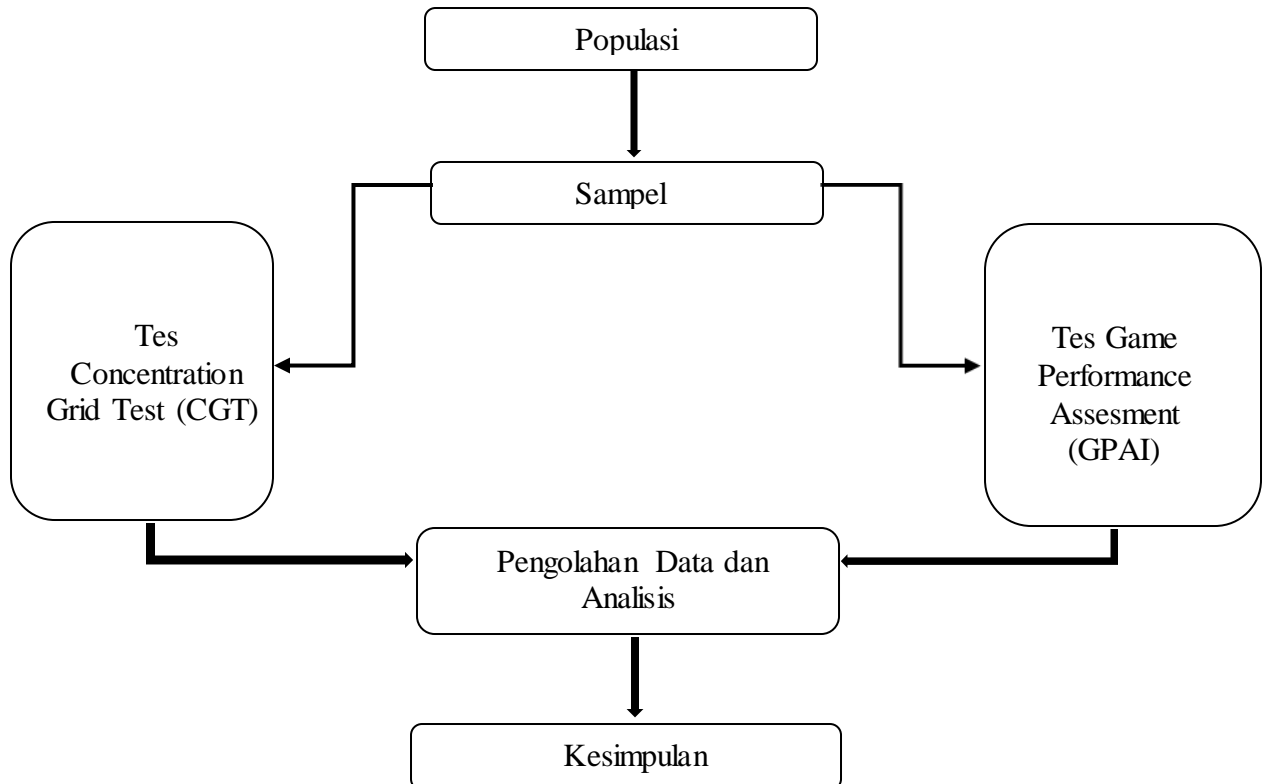 Populasi
Sampel
Tes
Concentration
Grid Test (CGT)
Tes Game
Performance
Assesment
(GPAI)
Pengolahan Data dan
Analisis
Kesimpulan